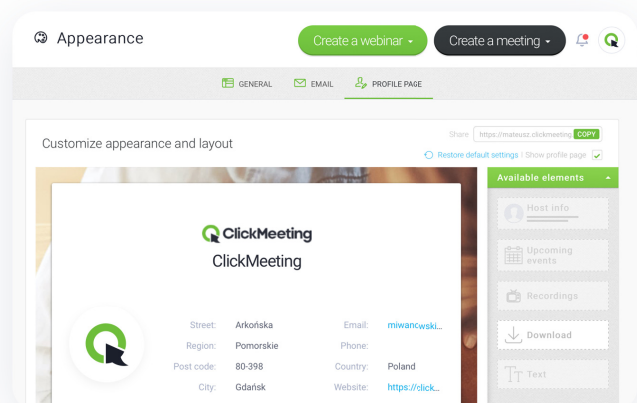 Appearance
Create a webinar
Create a meeting
GENERAL
EMAIL
PROFILE PAGE
Customize appearance and layout
Share
https://mateusz.clickmeeting
COPY
Restore default settings | Show profile page
Available elements
Host info
Upcoming
events
Recordings
Download
Text
ClickMeeting
ClickMeeting
Street: Arkońska Email: miwancwski...
Region: Pomorskie Phone:
Post code: 80-398 Country: Poland
City: Gdańsk Website: https://click...